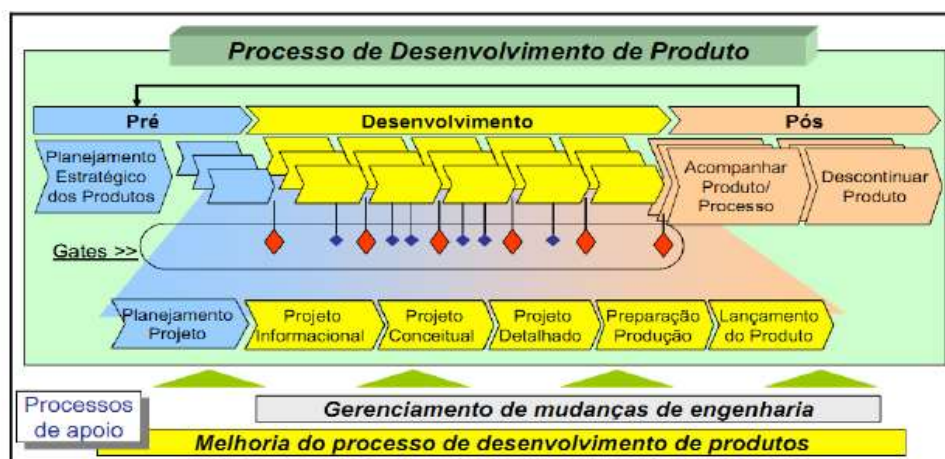 Processo de Desenvolvimento de Produto
Pré
Desenvolvimento
Pós
Planejamento
Estratégico
dos Produtos
Acompanhar
Produto/
Processo
Descontinuar
Produto
Gates >>
Planejamento
Projeto
Projeto
Informacional
Projeto
Conceitual
Projeto
Detalhado
Preparação
Produção
Lançamento
do Produto
Processos
de apoio
Gerenciamento de mudanças de engenharia
Melhoria do processo de desenvolvimento de produtos